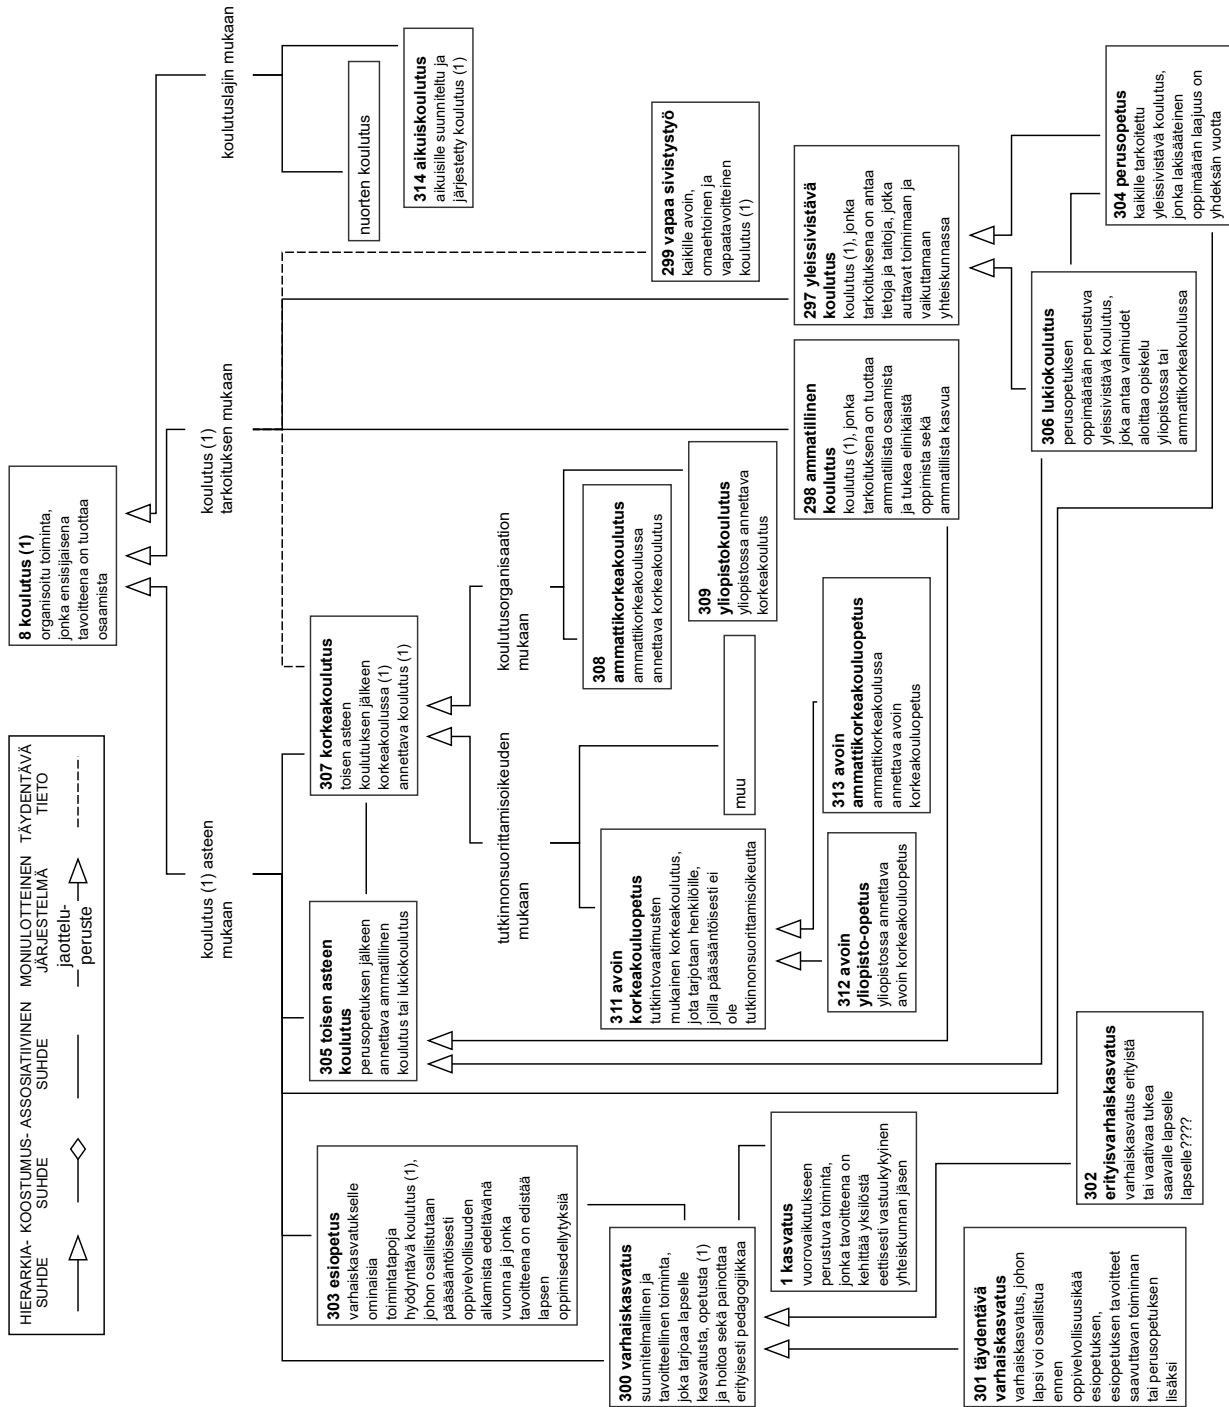 HIERARKIA- KOOSTUMUS- ASSOSIATIIVINEN MONIULOTTEINEN TÄYDENTÄVÄ
SUHDE SUHDE SUHDE JÄRJESTELMÄ TIETO
jaottelu-
peruste
8 koulutus (1)
organisoitu toiminta,
jonka ensisijaisena
tavoitteena on tuottaa
osaamista
koulutus (1) asteen
mukaan
koulutus (1)
tarkoituksen mukaan
koulutuslajin mukaan
nuorten koulutus
314 aikuiskoulutus
aikuisille suunniteltu ja
järjestetty koulutus (1)
303 esiopetus
varhaiskasvatukselle
ominaisia
toimintatapoja
hyödyntävä koulutus (1),
johon osallistutaan
pääsääntöisesti
oppivelvollisuuden
alkamista edeltävänä
vuonna ja jonka
tavoitteena on edistää
lapsen
oppimisedellytyksiä
305 toisen asteen
koulutus
perusopetuksen jälkeen
annettava ammatillinen
koulutus tai lukiokoulutus
307 korkeakoulutus
toisen asteen
koulutuksen jälkeen
korkeakoulussa (1)
annettava koulutus (1)
tutkinnonsuorittamisoikeuden
mukaan
koulutusorganisaation
mukaan
299 vapaa sivistystyö
kaikille avoin,
omaehtoinen ja
vapaatavoitteinen
koulutus (1)
300 varhaiskasvatus
suunnitelmallinen ja
tavoitteellinen toiminta,
joka tarjoaa lapselle
kasvatusta, opetusta (1)
ja hoitoa sekä painottaa
erityisesti pedagogiikkaa
311 avoin
korkeakouluopetus
tutkintovaatimusten
mukainen korkeakoulutus,
jota tarjotaan henkilöille,
joilla pääsääntöisesti ei
ole
tutkinnonsuorittamisoikeutta
muu
308
ammattikorkeakoulutus
ammattikorkeakoulussa
annettava korkeakoulutus
309
yliopistokoulutus
yliopistossa annettava
korkeakoulutus
1 kasvatus
vuorovaikutukseen
perustuva toiminta,
jonka tavoitteena on
kehittää yksilöstä
eettisesti vastuukykyinen
yhteiskunnan jäsen
312 avoin
yliopisto-opetus
yliopistossa annettava
avoin korkeakouluopetus
313 avoin
ammattikorkeakouluopetus
ammattikorkeakoulussa
annettava avoin
korkeakouluopetus
298 ammatillinen
koulutus
koulutus (1), jonka
tarkoituksena on tuottaa
ammatillista osaamista
ja tukea elinikäistä
oppimista sekä
ammatillista kasvua
297 yleissivistävä
koulutus
koulutus (1), jonka
tarkoituksena on antaa
tietoja ja taitoja, jotka
auttavat toimimaan ja
vaikuttamaan
yhteiskunnassa
301 täydentävä
varhaiskasvatus
varhaiskasvatus, johon
lapsi voi osallistua
ennen
oppivelvollisuusikää
esiopetuksen,
esiopetuksen tavoitteet
saavuttavan toiminnan
tai perusopetuksen
lisäksi
302
erityisvarhaiskasvatus
varhaiskasvatus erityistä
tai vaativaa tukea
saavalle lapselle
lapselle????
306 lukiokoulutus
perusopetuksen
oppimäärään perustuva
yleissivistävä koulutus,
joka antaa valmiudet
aloittaa opiskelu
yliopistossa tai
ammattikorkeakoulussa
304 perusopetus
kaikille tarkoitettu
yleissivistävä koulutus,
jonka lakisääteinen
oppimäärän laajuus on
yhdeksän vuotta